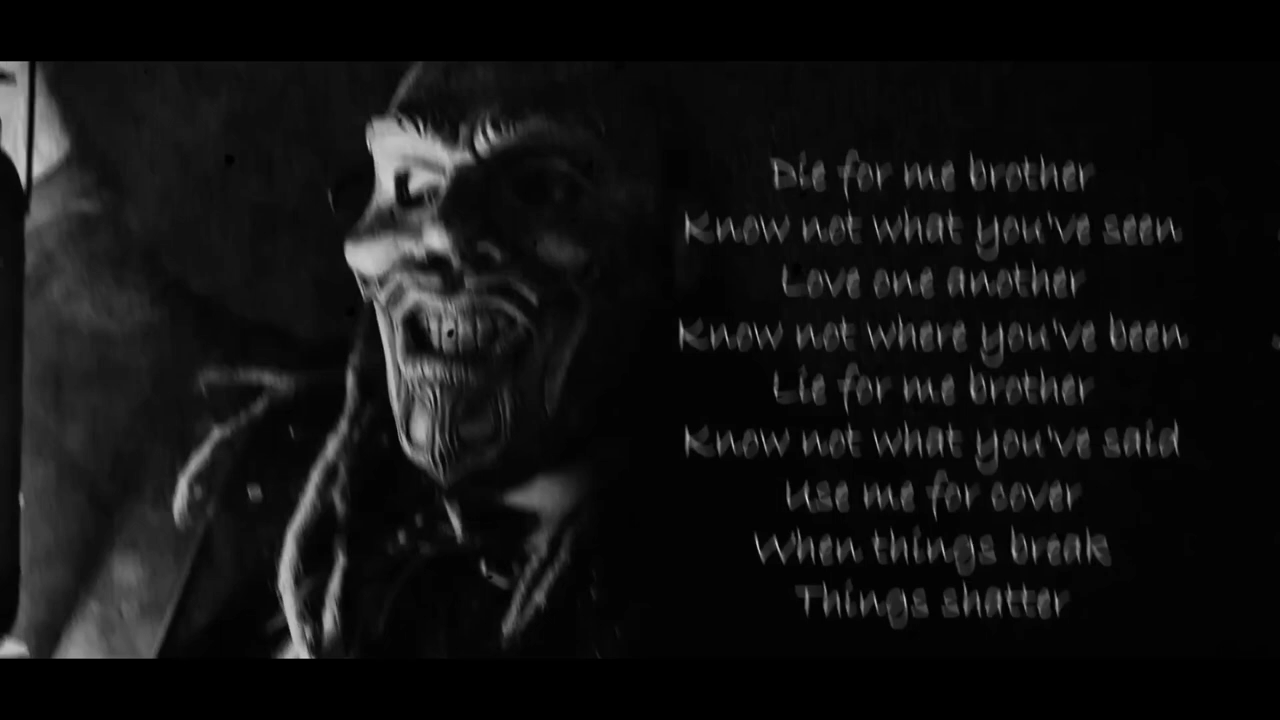 Die for me brother
Know not what you've seen
Love one another
Know not where you've been
Lie for me brother
Know not what you've said
Use me for cover
When things break
Things shatter